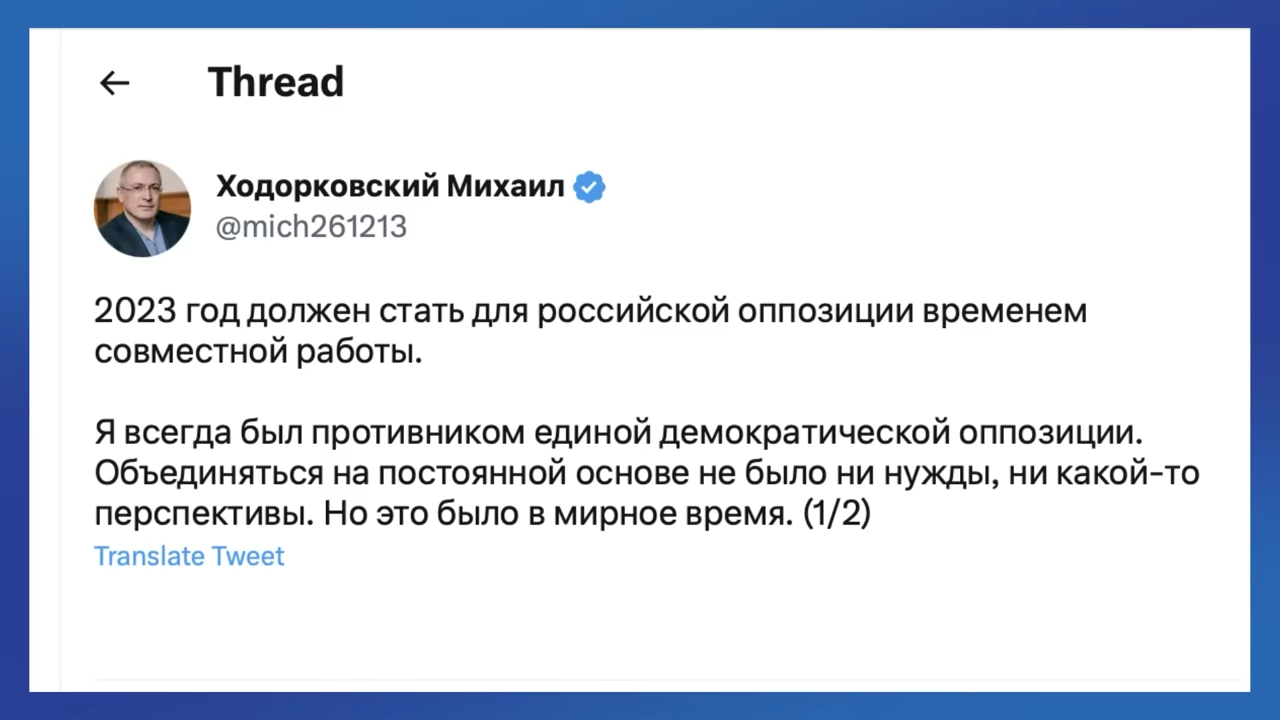 Thread
Ходорковский Михаил
@mich261213
2023 год должен стать для российской оппозиции временем
совместной работы.
Я всегда был противником единой демократической оппозиции.
Объединяться на постоянной основе не было ни нужды, ни какой-то
перспективы. Но это было в мирное время. (1/2)
Translate Tweet